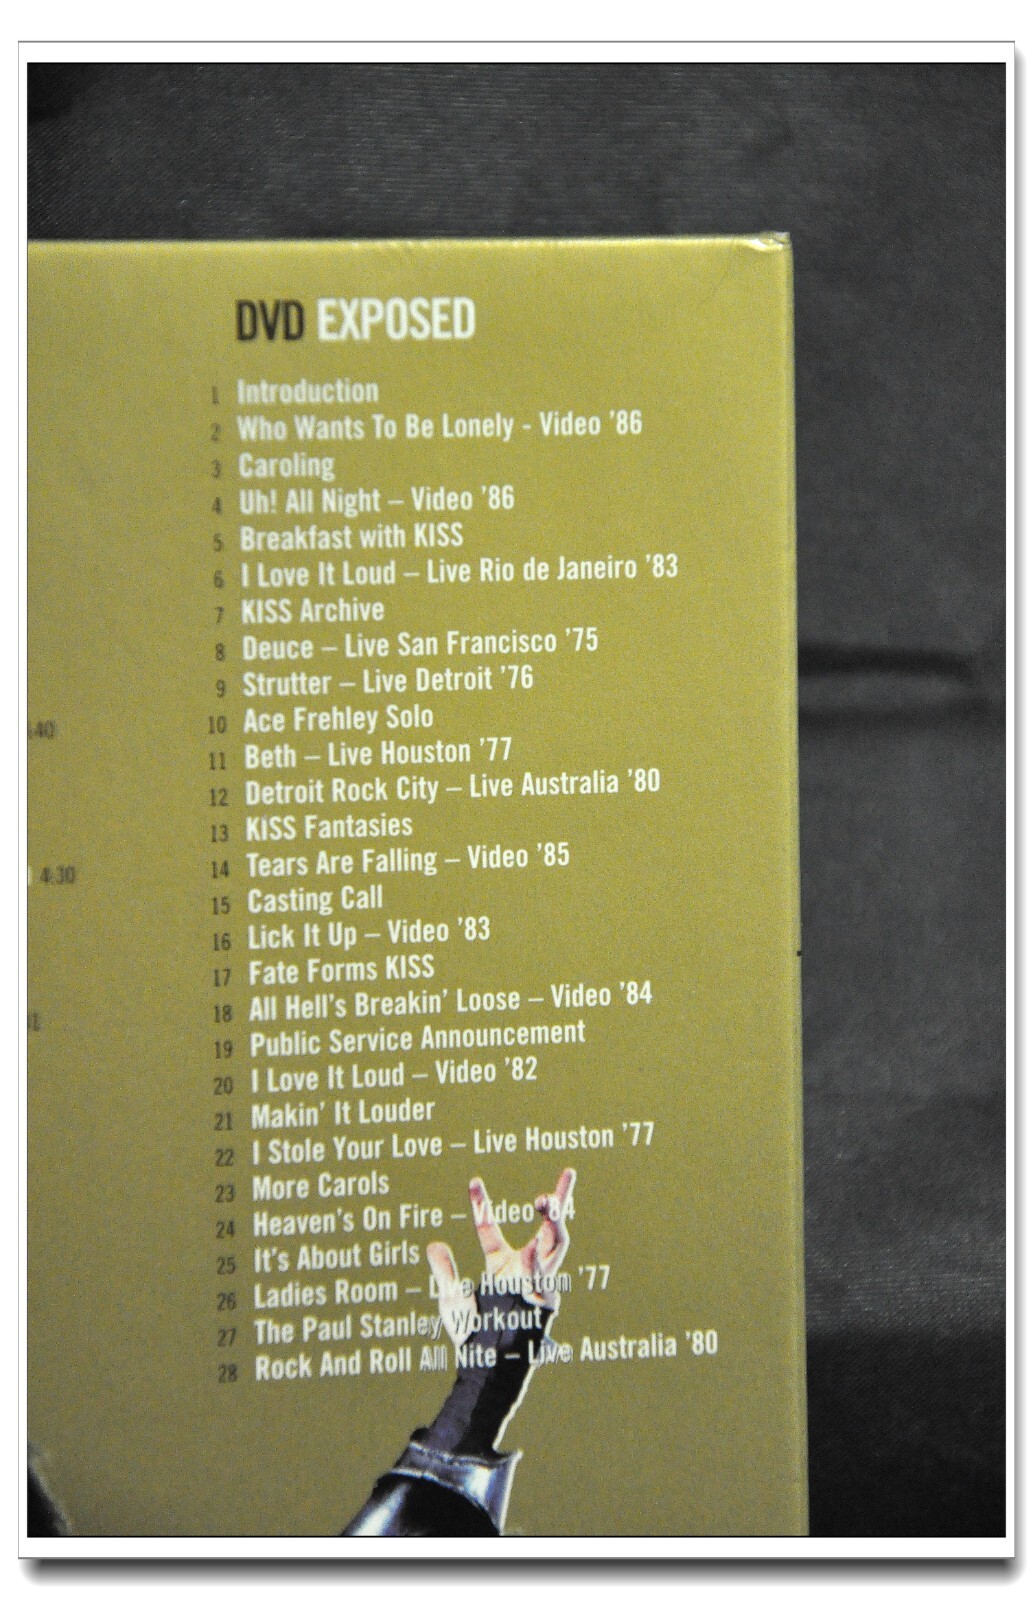 DVD EXPOSED
1 Introduction
2 Who Wants To Be Lonely - Video '86
3 Caroling
4 Uh! All Night – Video '86
5 Breakfast with KISS
6 I Love It Loud – Live Rio de Janeiro '83
7 KISS Archive
8 Deuce – Live San Francisco '75
9 Strutter – Live Detroit '76
10 Ace Frehley Solo
11 Beth – Live Houston '77
12 Detroit Rock City – Live Australia '80
13 KISS Fantasies
14 Tears Are Falling – Video '85
15 Casting Call
16 Lick It Up – Video '83
17 Fate Forms KISS
18 All Hell's Breakin' Loose – Video '84
19 Public Service Announcement
20 I Love It Loud – Video '82
21 Makin' It Louder
22 I Stole Your Love – Live Houston '77
23 More Carols
24 Heaven's On Fire – Video '84
25 It's About Girls
26 Ladies Room – Live Houston '77
27 The Paul Stanley Workout
28 Rock And Roll All Nite – Live Australia '80
:40
4:30